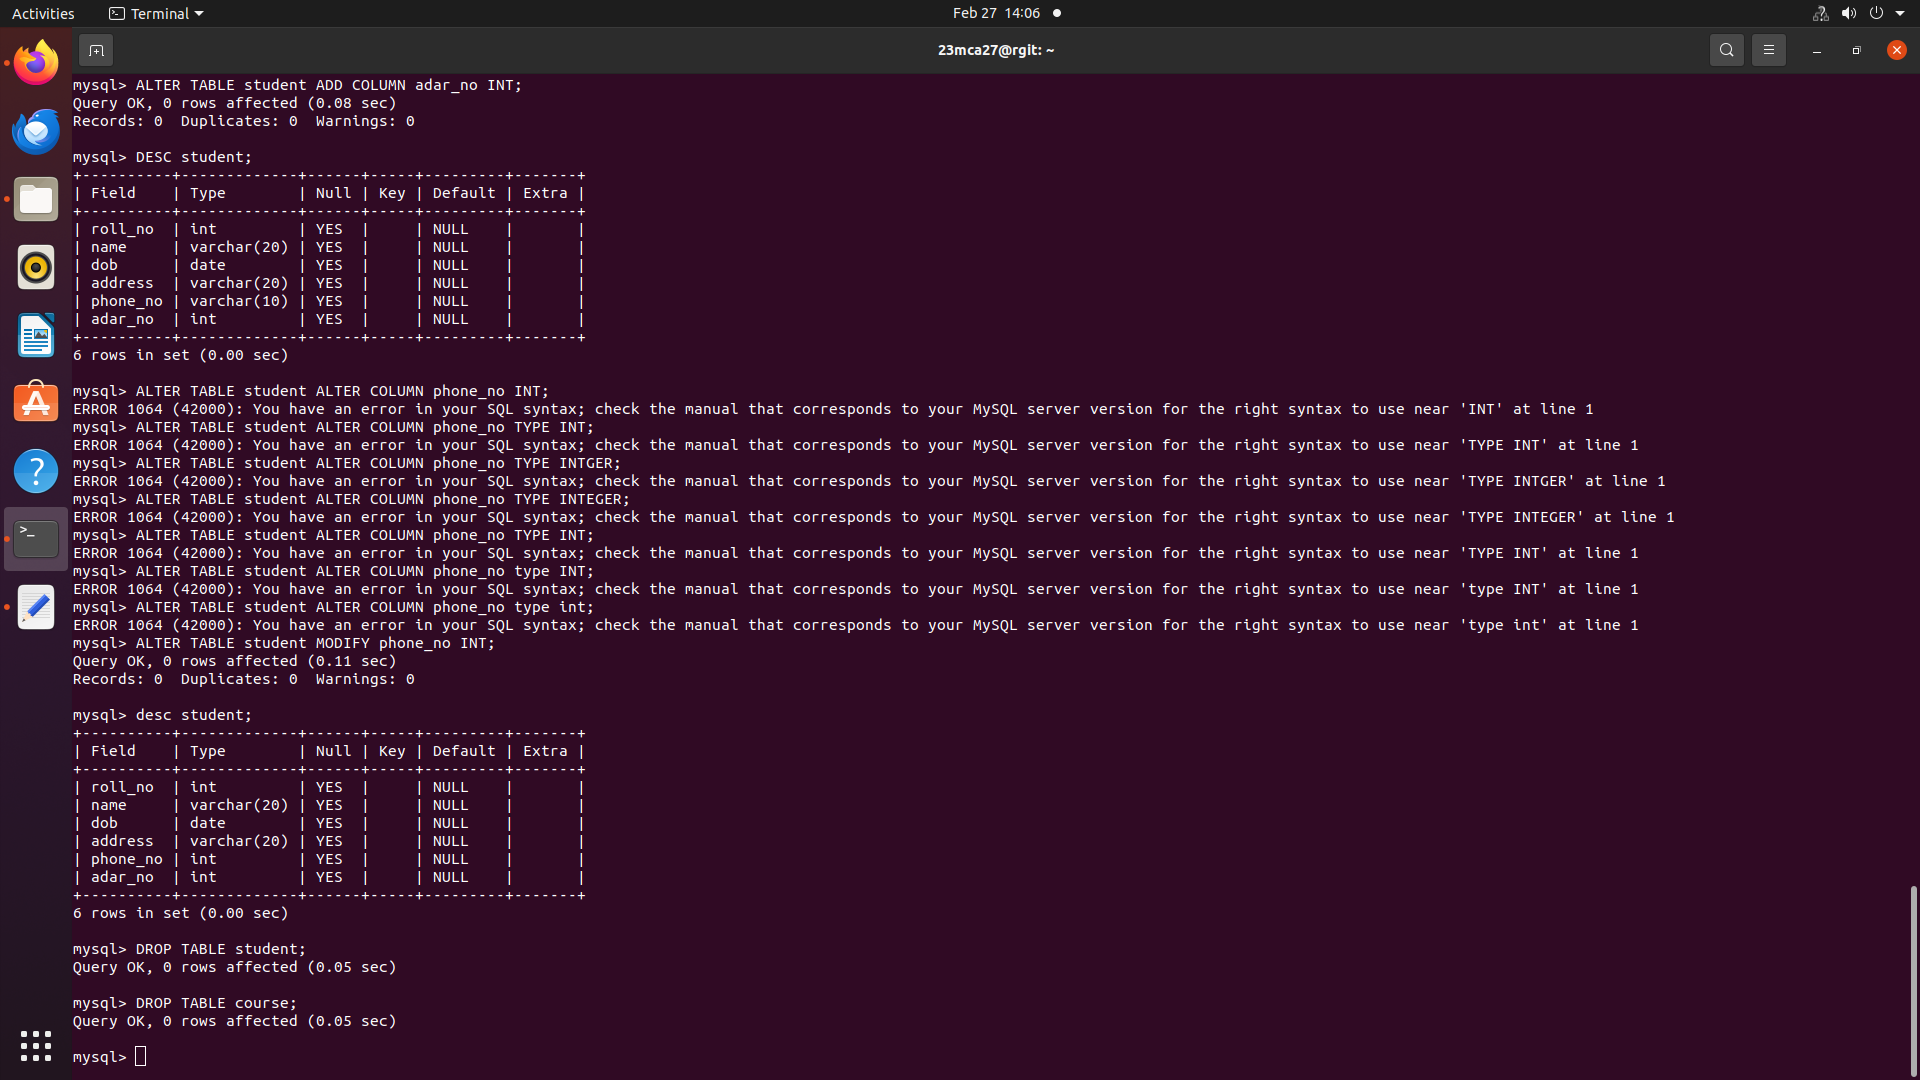 Activities Terminal Feb 27 14:06
23mca27@rgit: ~
mysql> ALTER TABLE student ADD COLUMN adar_no INT;
Query OK, 0 rows affected (0.08 sec)
Records: 0  Duplicates: 0  Warnings: 0
mysql> DESC student;
+----------+-------------+------+-----+---------+-------+
| Field    | Type        | Null | Key | Default | Extra |
+----------+-------------+------+-----+---------+-------+
| roll_no  | int         | YES  |     | NULL    |       |
| name     | varchar(20) | YES  |     | NULL    |       |
| dob      | date        | YES  |     | NULL    |       |
| address  | varchar(20) | YES  |     | NULL    |       |
| phone_no | varchar(10) | YES  |     | NULL    |       |
| adar_no  | int         | YES  |     | NULL    |       |
+----------+-------------+------+-----+---------+-------+
6 rows in set (0.00 sec)
mysql> ALTER TABLE student ALTER COLUMN phone_no INT;
ERROR 1064 (42000): You have an error in your SQL syntax; check the manual that corresponds to your MySQL server version for the right syntax to use near 'INT' at line 1
mysql> ALTER TABLE student ALTER COLUMN phone_no TYPE INT;
ERROR 1064 (42000): You have an error in your SQL syntax; check the manual that corresponds to your MySQL server version for the right syntax to use near 'TYPE INT' at line 1
mysql> ALTER TABLE student ALTER COLUMN phone_no TYPE INTGER;
ERROR 1064 (42000): You have an error in your SQL syntax; check the manual that corresponds to your MySQL server version for the right syntax to use near 'TYPE INTGER' at line 1
mysql> ALTER TABLE student ALTER COLUMN phone_no TYPE INTEGER;
ERROR 1064 (42000): You have an error in your SQL syntax; check the manual that corresponds to your MySQL server version for the right syntax to use near 'TYPE INTEGER' at line 1
mysql> ALTER TABLE student ALTER COLUMN phone_no TYPE INT;
ERROR 1064 (42000): You have an error in your SQL syntax; check the manual that corresponds to your MySQL server version for the right syntax to use near 'TYPE INT' at line 1
mysql> ALTER TABLE student ALTER COLUMN phone_no type INT;
ERROR 1064 (42000): You have an error in your SQL syntax; check the manual that corresponds to your MySQL server version for the right syntax to use near 'type INT' at line 1
mysql> ALTER TABLE student ALTER COLUMN phone_no type int;
ERROR 1064 (42000): You have an error in your SQL syntax; check the manual that corresponds to your MySQL server version for the right syntax to use near 'type int' at line 1
mysql> ALTER TABLE student MODIFY phone_no INT;
Query OK, 0 rows affected (0.11 sec)
Records: 0  Duplicates: 0  Warnings: 0
mysql> desc student;
+----------+-------------+------+-----+---------+-------+
| Field    | Type        | Null | Key | Default | Extra |
+----------+-------------+------+-----+---------+-------+
| roll_no  | int         | YES  |     | NULL    |       |
| name     | varchar(20) | YES  |     | NULL    |       |
| dob      | date        | YES  |     | NULL    |       |
| address  | varchar(20) | YES  |     | NULL    |       |
| phone_no | int         | YES  |     | NULL    |       |
| adar_no  | int         | YES  |     | NULL    |       |
+----------+-------------+------+-----+---------+-------+
6 rows in set (0.00 sec)
mysql> DROP TABLE student;
Query OK, 0 rows affected (0.05 sec)
mysql> DROP TABLE course;
Query OK, 0 rows affected (0.05 sec)
mysql>